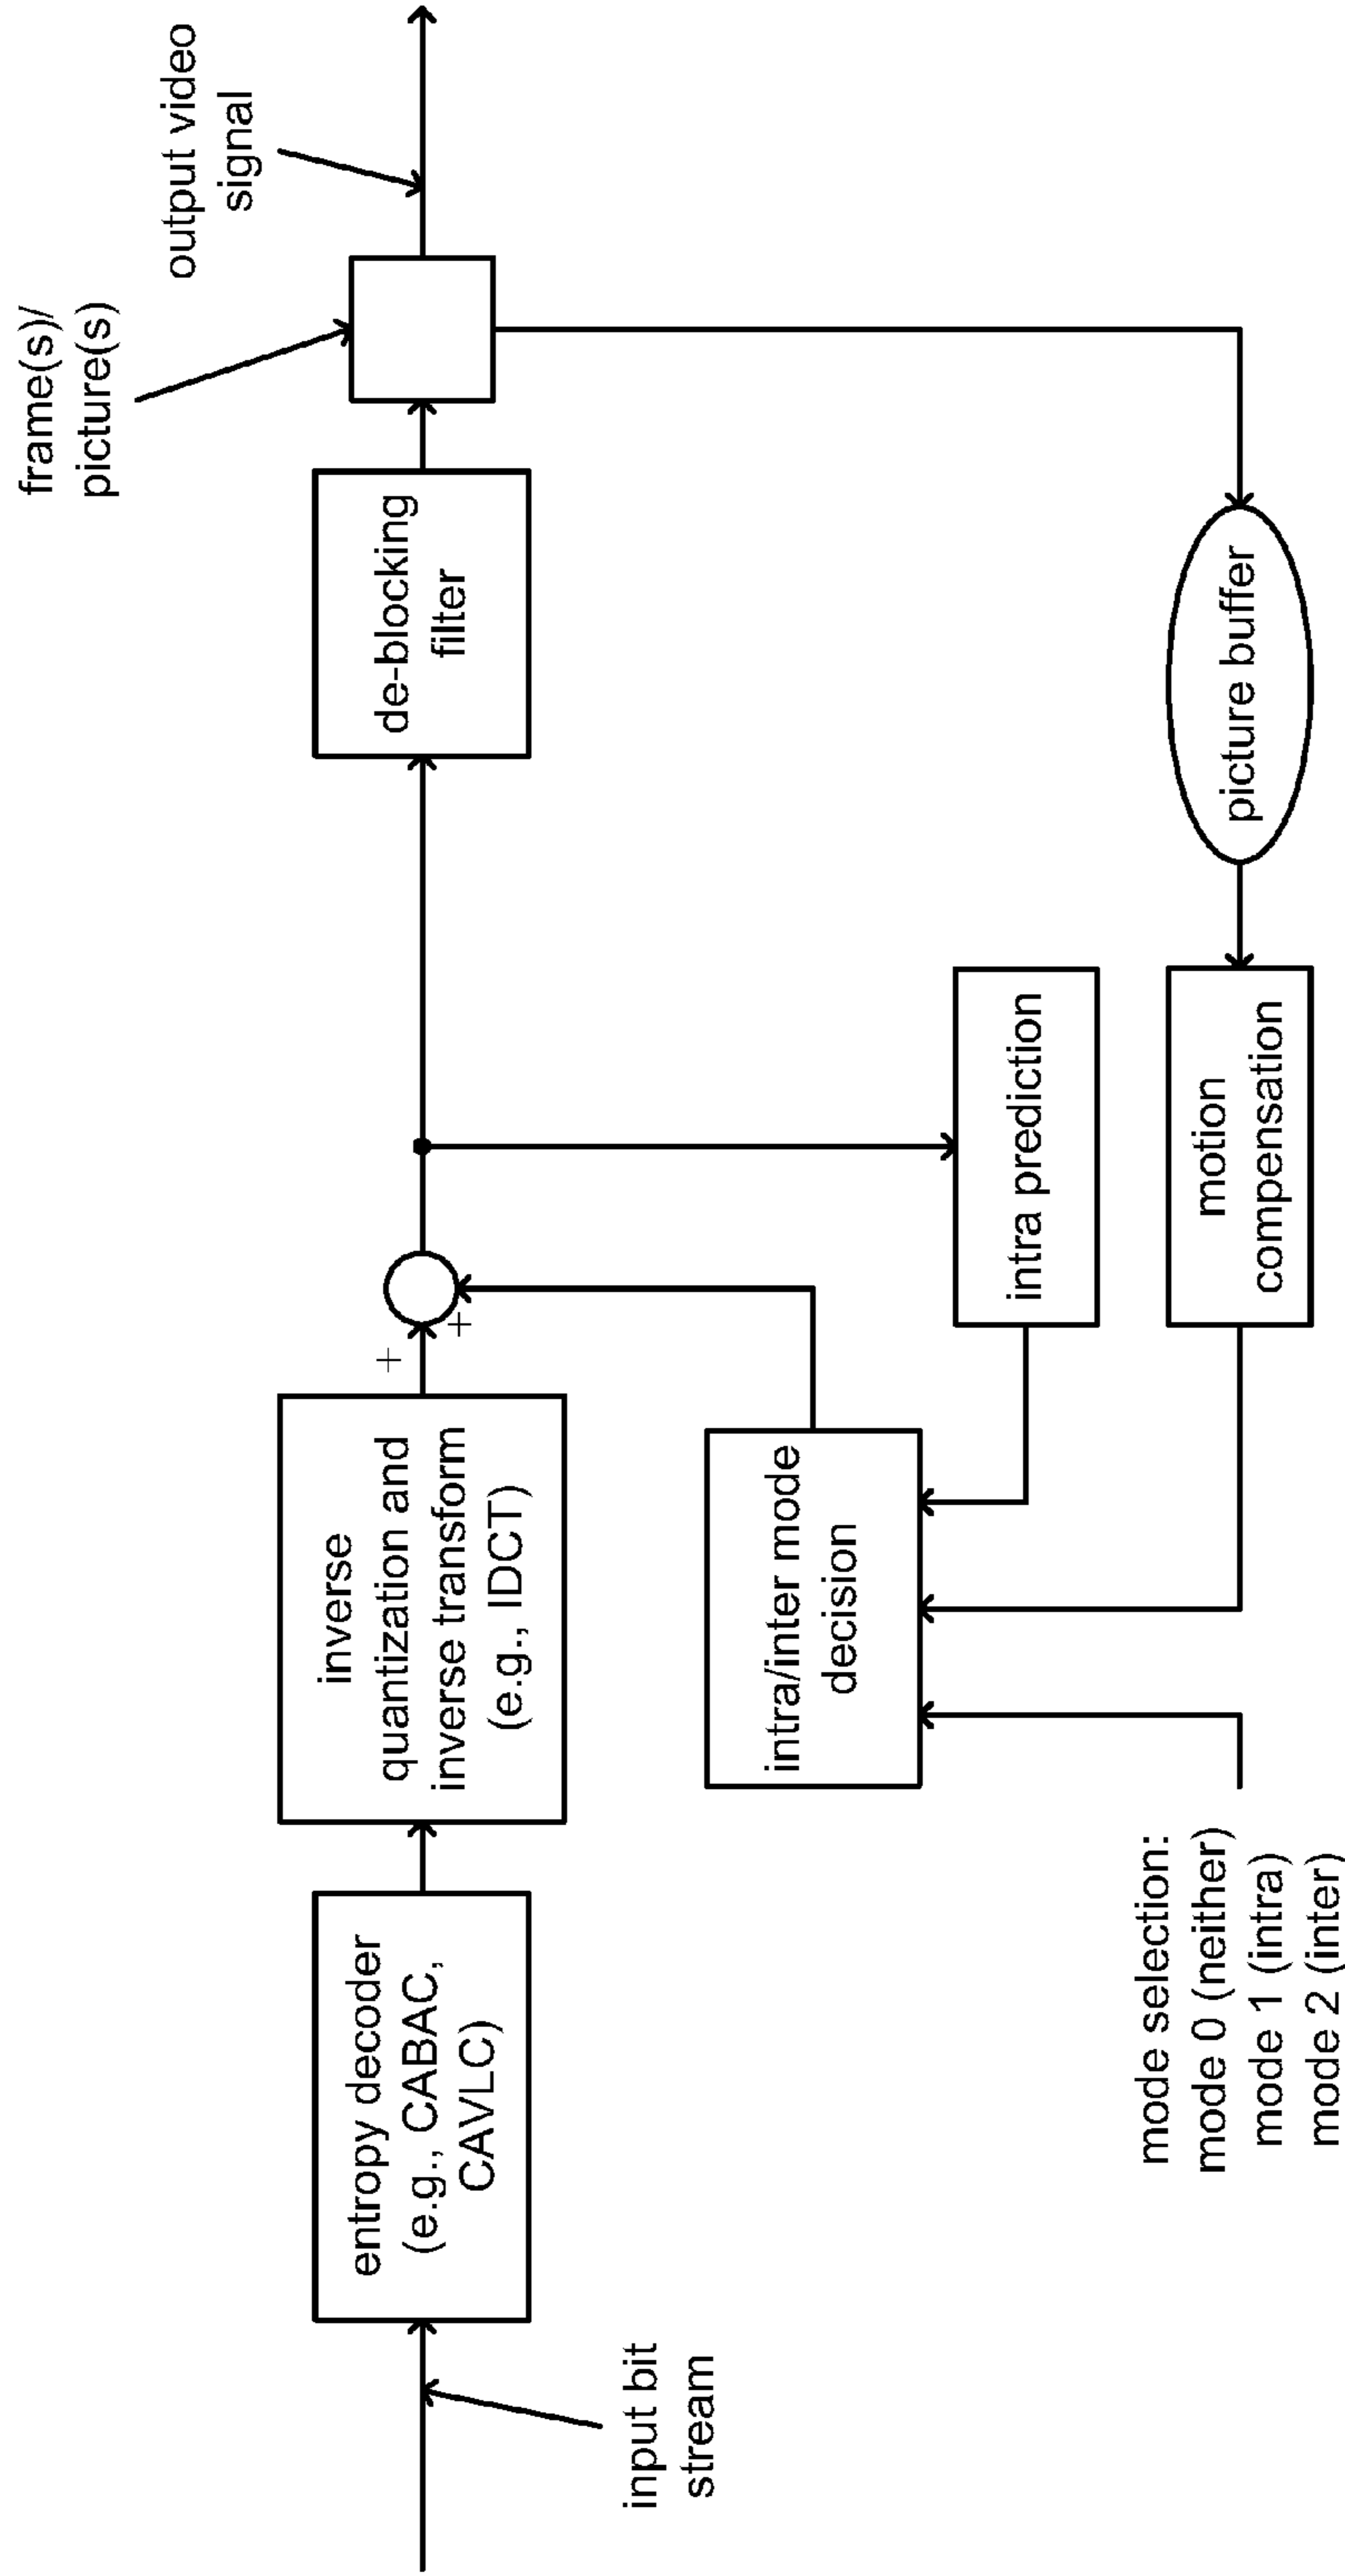 input bit
stream
entropy decoder
(e.g., CABAC,
CAVLC)
inverse
quantization and
inverse transform
(e.g., IDCT)
+
+
de-blocking
filter
frame(s)/
picture(s)
output video
signal
intra/inter mode
decision
intra prediction
motion
compensation
picture buffer
mode selection:
mode 0 (neither)
mode 1 (intra)
mode 2 (inter)